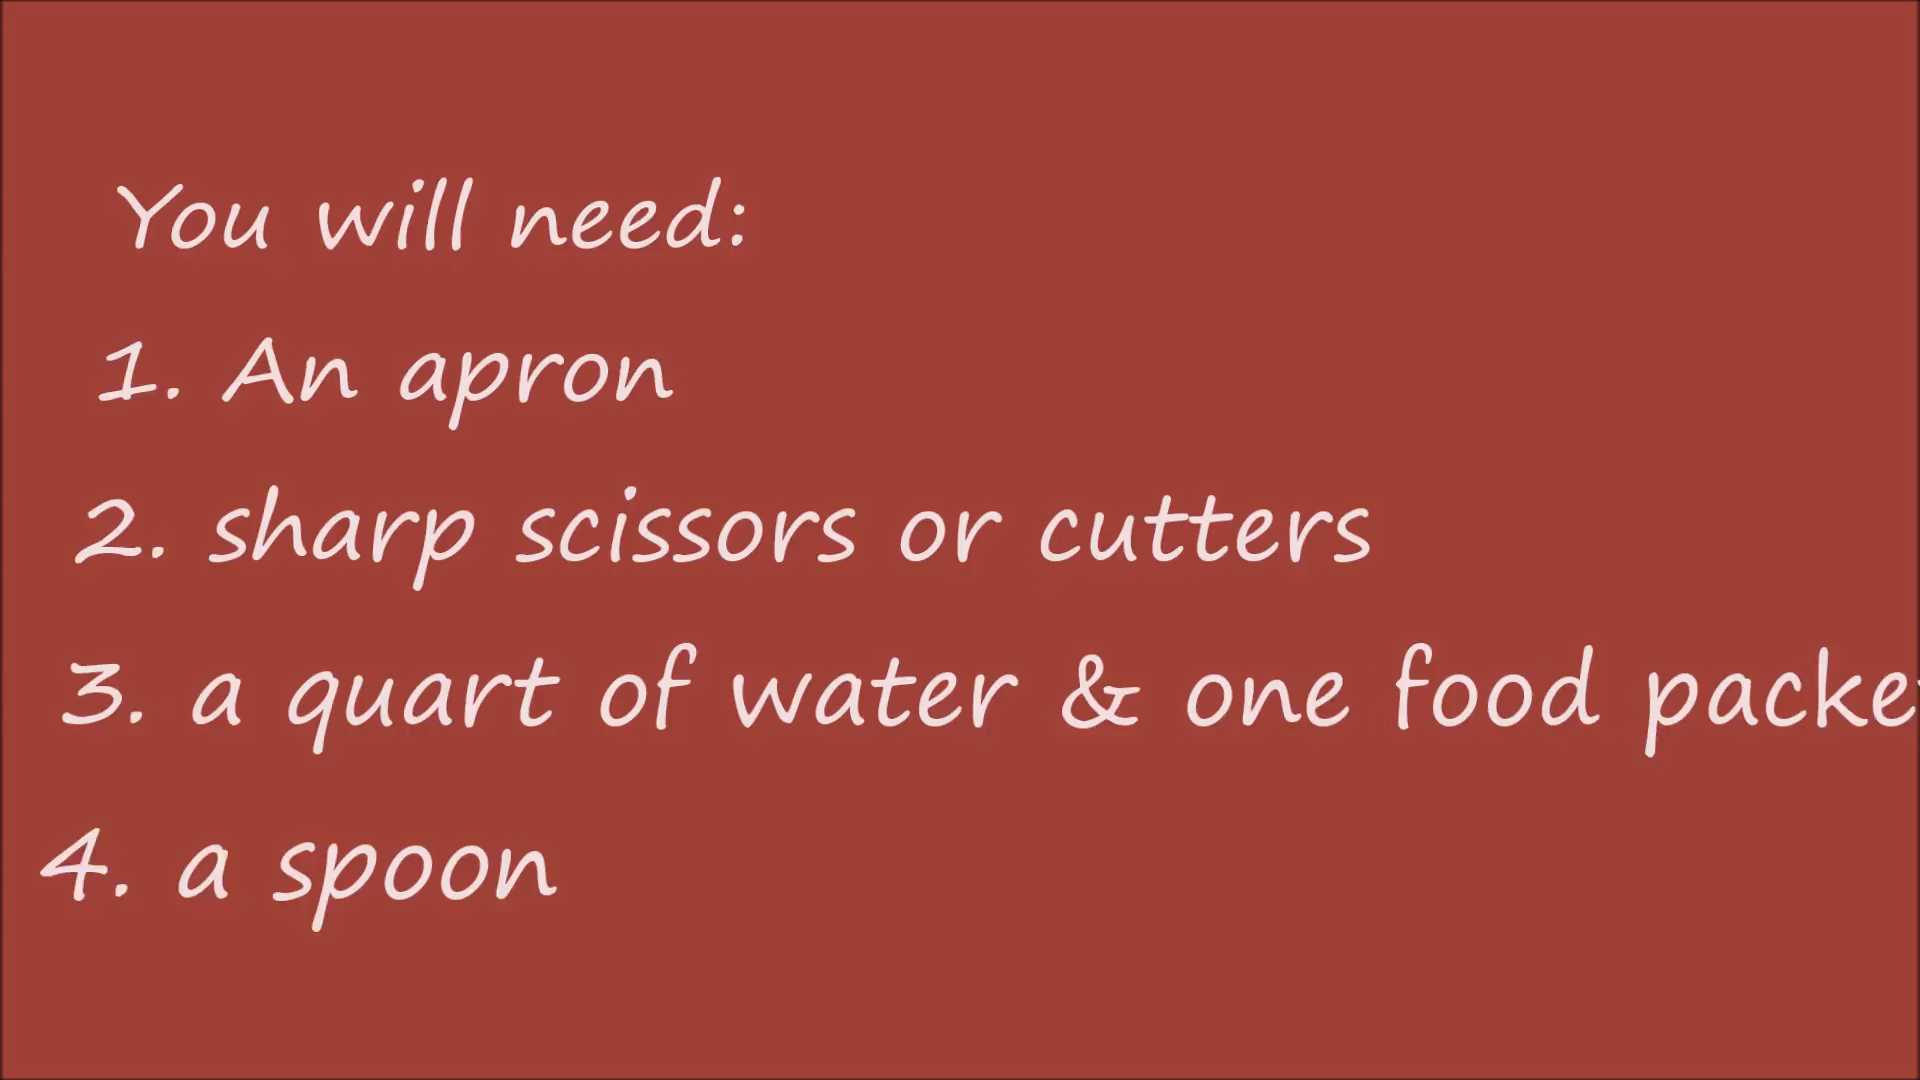 You will need:
1. An apron
2. sharp scissors or cutters
3. a quart of water & one food packe
4. a spoon